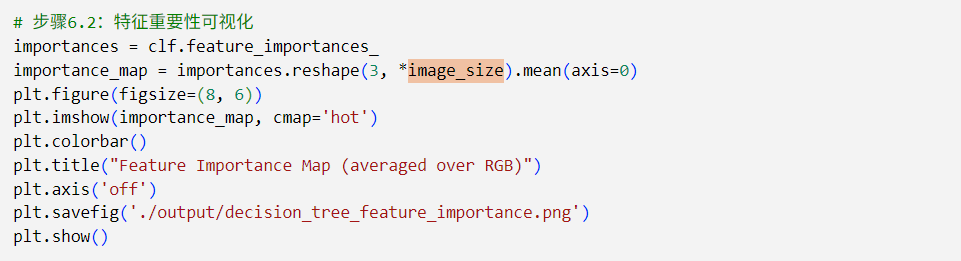 # 步骤6.2：特征重要性可视化
importances = clf.feature_importances_
importance_map = importances.reshape(3, *image_size).mean(axis=0)
plt.figure(figsize=(8, 6))
plt.imshow(importance_map, cmap='hot')
plt.colorbar()
plt.title("Feature Importance Map (averaged over RGB)")
plt.axis('off')
plt.savefig('./output/decision_tree_feature_importance.png')
plt.show()